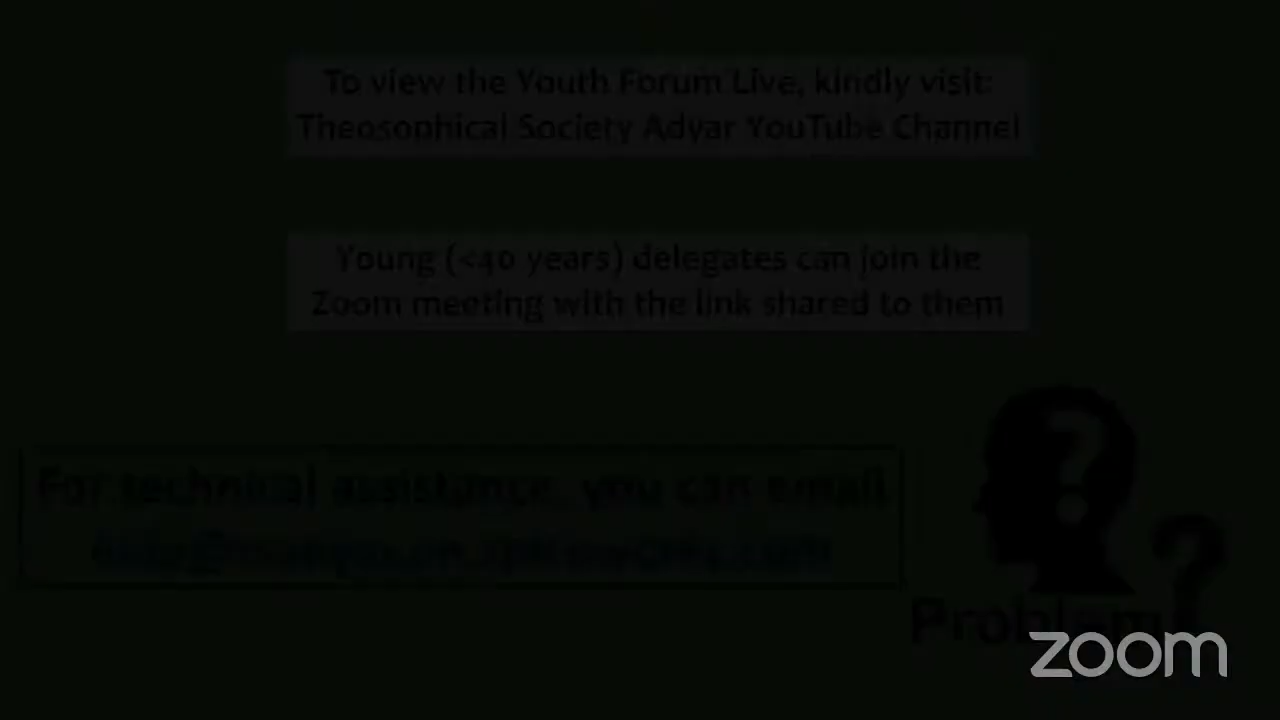 To view the Youth Forum Live, kindly visit:
Theosophical Society Adyar YouTube Channel
Young (<40 years) delegates can join the
Zoom meeting with the link shared to them
For technical assistance, you can email
Problem
zoom